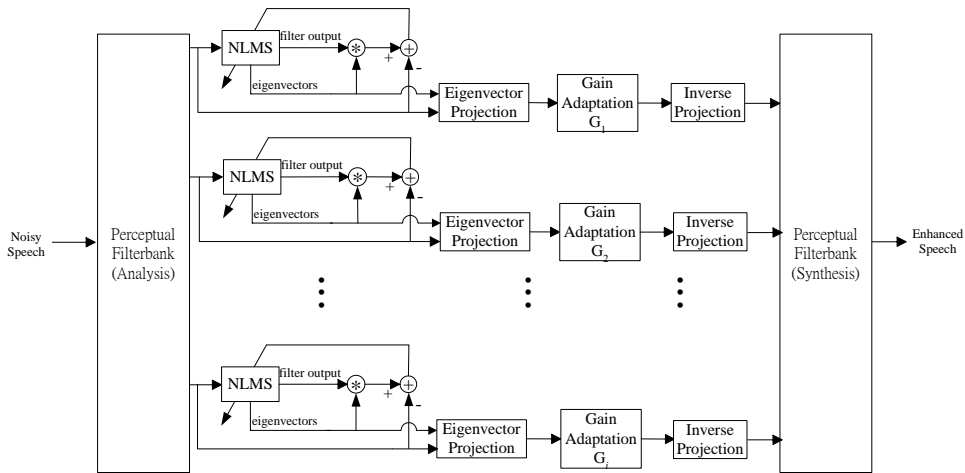 NLMS
filter output
+
-
eigenvectors
Eigenvector
Projection
Gain
Adaptation
G1
Inverse
Projection
NLMS
filter output
+
-
eigenvectors
Eigenvector
Projection
Gain
Adaptation
G2
Inverse
Projection
Noisy
Speech
Perceptual
Filterbank
(Analysis)
Perceptual
Filterbank
(Synthesis)
Enhanced
Speech
NLMS
filter output
+
-
eigenvectors
Eigenvector
Projection
Gain
Adaptation
Gi
Inverse
Projection